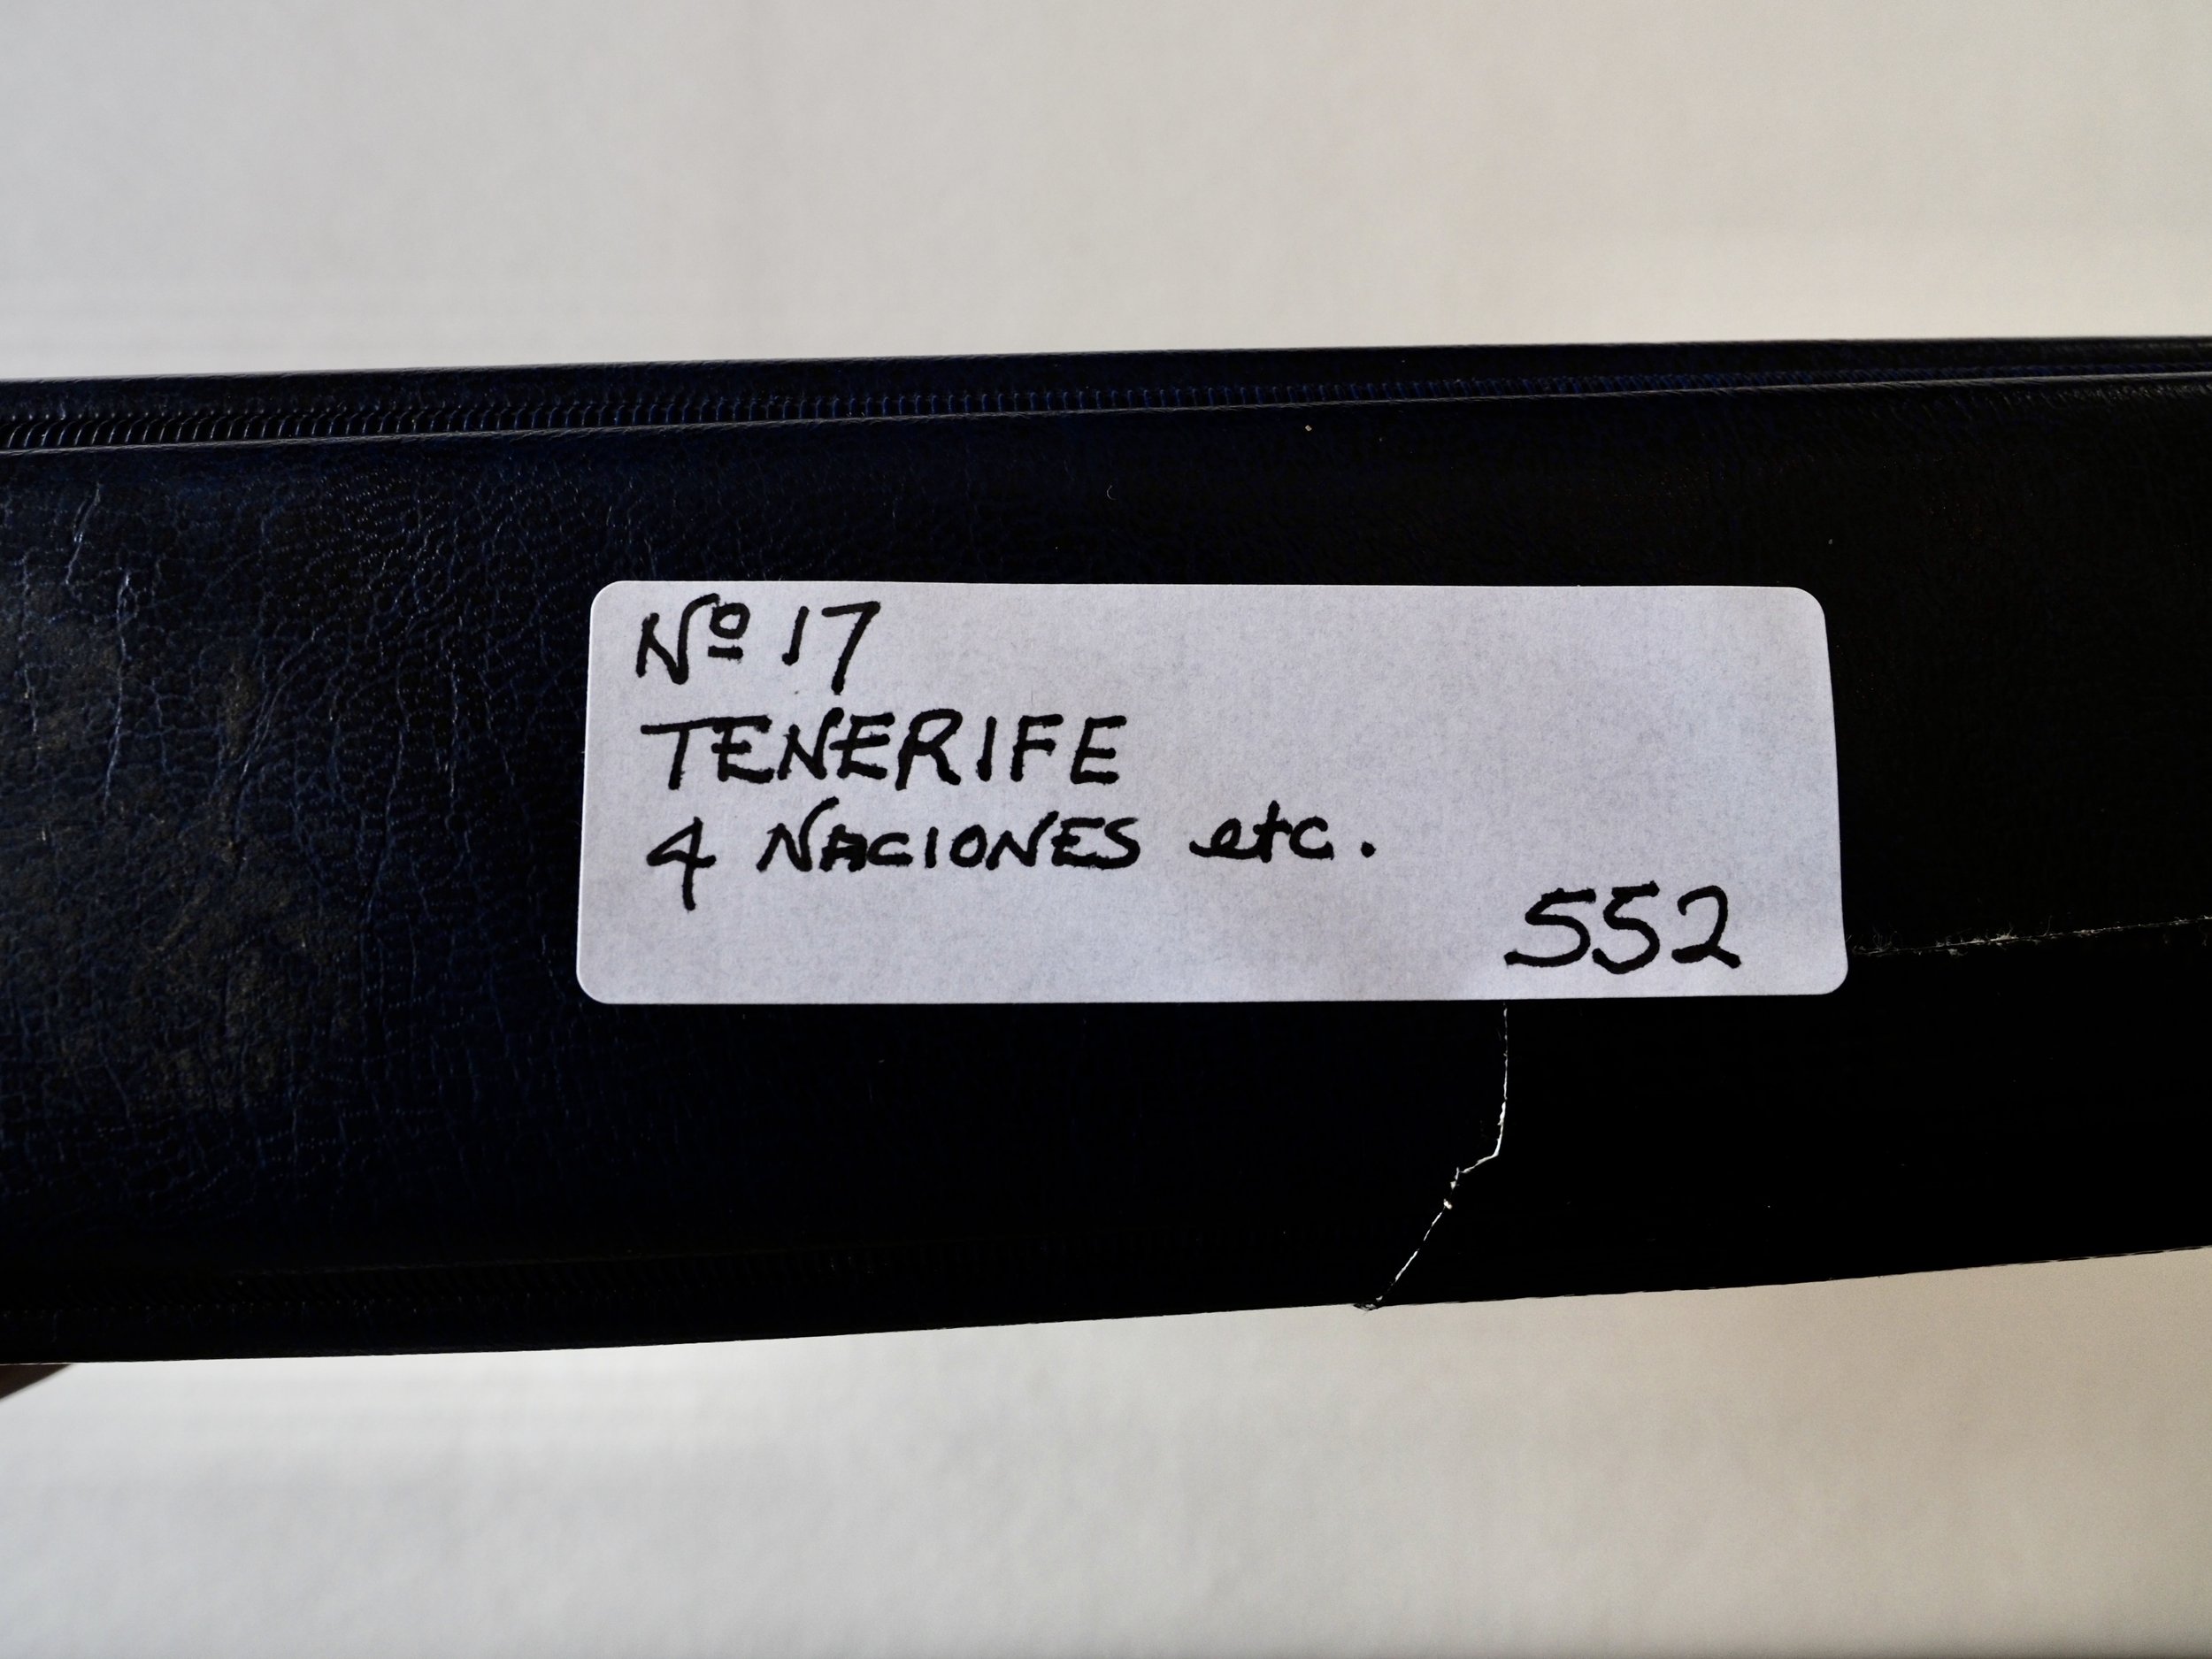 Nº 17
TENERIFE
4 NACIONES etc.
552